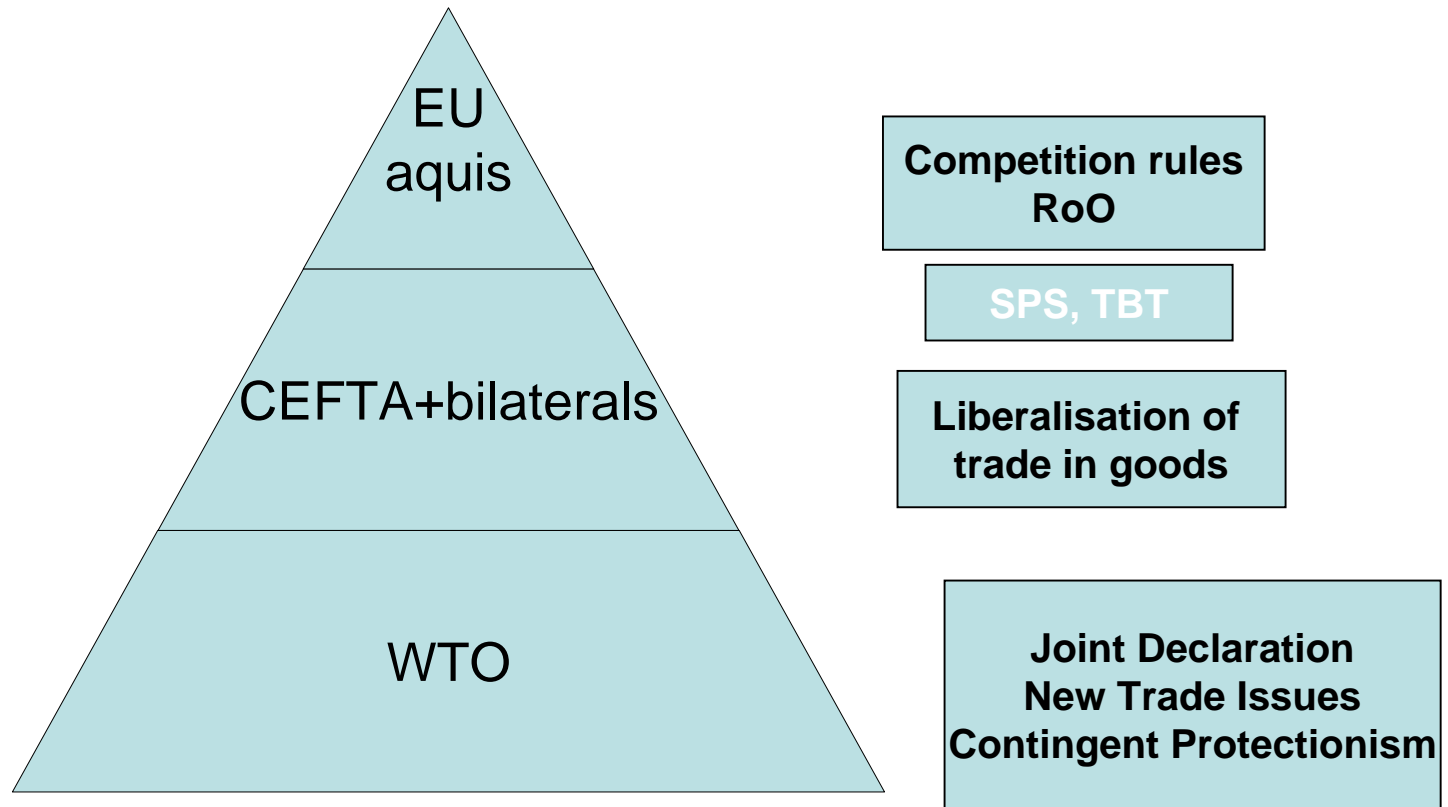 EU
aquis
Competition rules
RoO
SPS, TBT
CEFTA+bilaterals
Liberalisation of
trade in goods
WTO
Joint Declaration
New Trade Issues
Contingent Protectionism